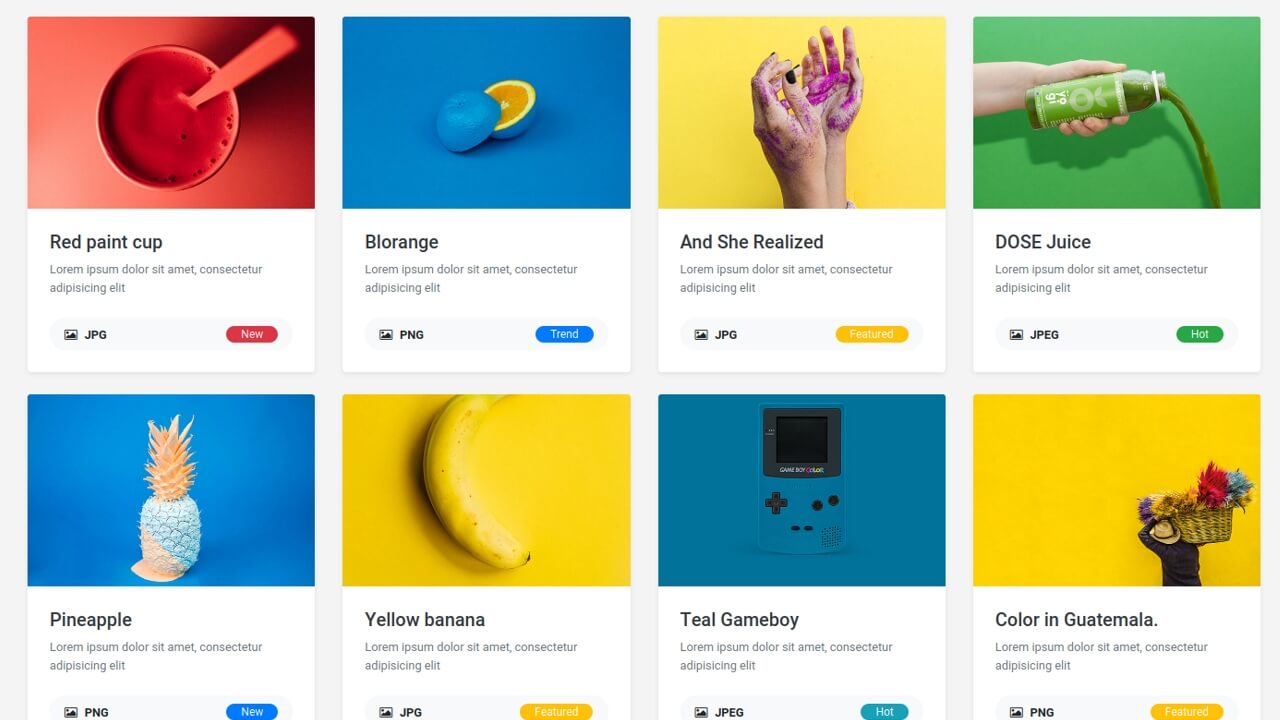 YO
gi
Red paint cup
Lorem ipsum dolor sit amet, consectetur
adipisicing elit
JPG
New
Blorange
Lorem ipsum dolor sit amet, consectetur
adipisicing elit
PNG
Trend
And She Realized
Lorem ipsum dolor sit amet, consectetur
adipisicing elit
JPG
Featured
DOSE Juice
Lorem ipsum dolor sit amet, consectetur
adipisicing elit
JPEG
Hot
GAME BOY COLOR
Pineapple
Lorem ipsum dolor sit amet, consectetur
adipisicing elit
PNG
New
Yellow banana
Lorem ipsum dolor sit amet, consectetur
adipisicing elit
JPG
Featured
Teal Gameboy
Lorem ipsum dolor sit amet, consectetur
adipisicing elit
JPEG
Hot
Color in Guatemala.
Lorem ipsum dolor sit amet, consectetur
adipisicing elit
PNG
Featured